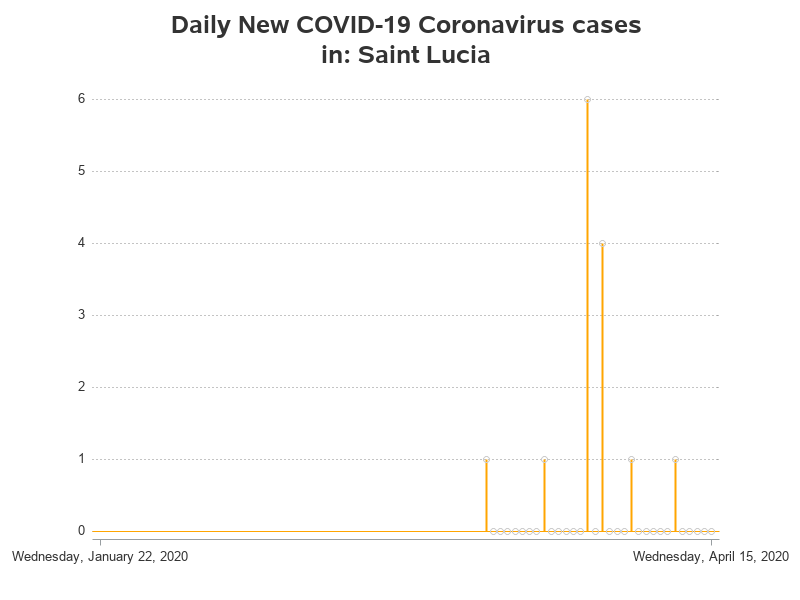 Daily New COVID-19 Coronavirus cases
in: Saint Lucia
6
5
4
3
2
1
0
Wednesday, January 22, 2020 Wednesday, April 15, 2020